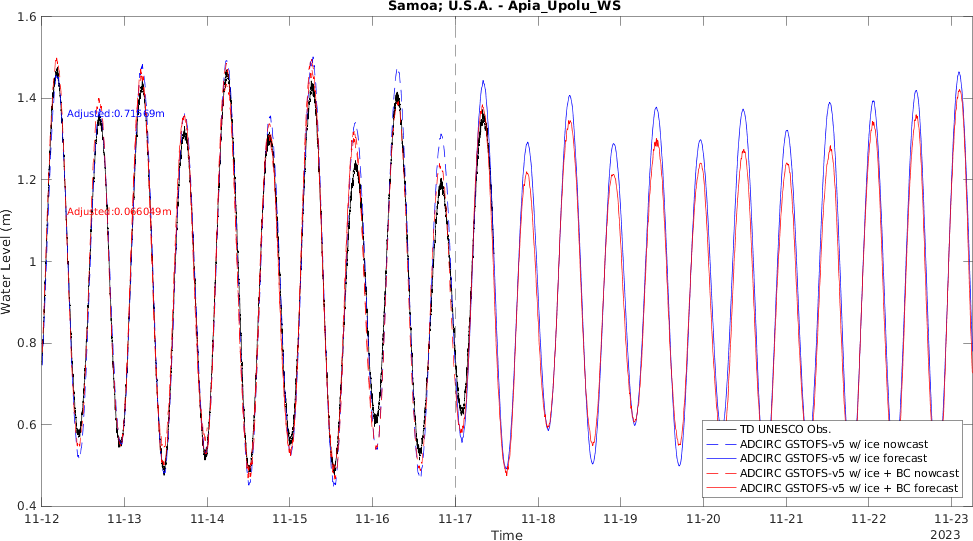 Samoa; U.S.A. - Apia_Upolu_WS
1.6
1.4
1.2
1
0.8
0.6
0.4
Water Level (m)
Adjusted:0.71569m
Adjusted:0.066049m
TD UNESCO Obs.
ADCIRC GSTOFS-v5 w/ ice nowcast
ADCIRC GSTOFS-v5 w/ ice forecast
ADCIRC GSTOFS-v5 w/ ice + BC nowcast
ADCIRC GSTOFS-v5 w/ ice + BC forecast
11-12 11-13 11-14 11-15 11-16 11-17 11-18 11-19 11-20 11-21 11-22 11-23
2023
Time